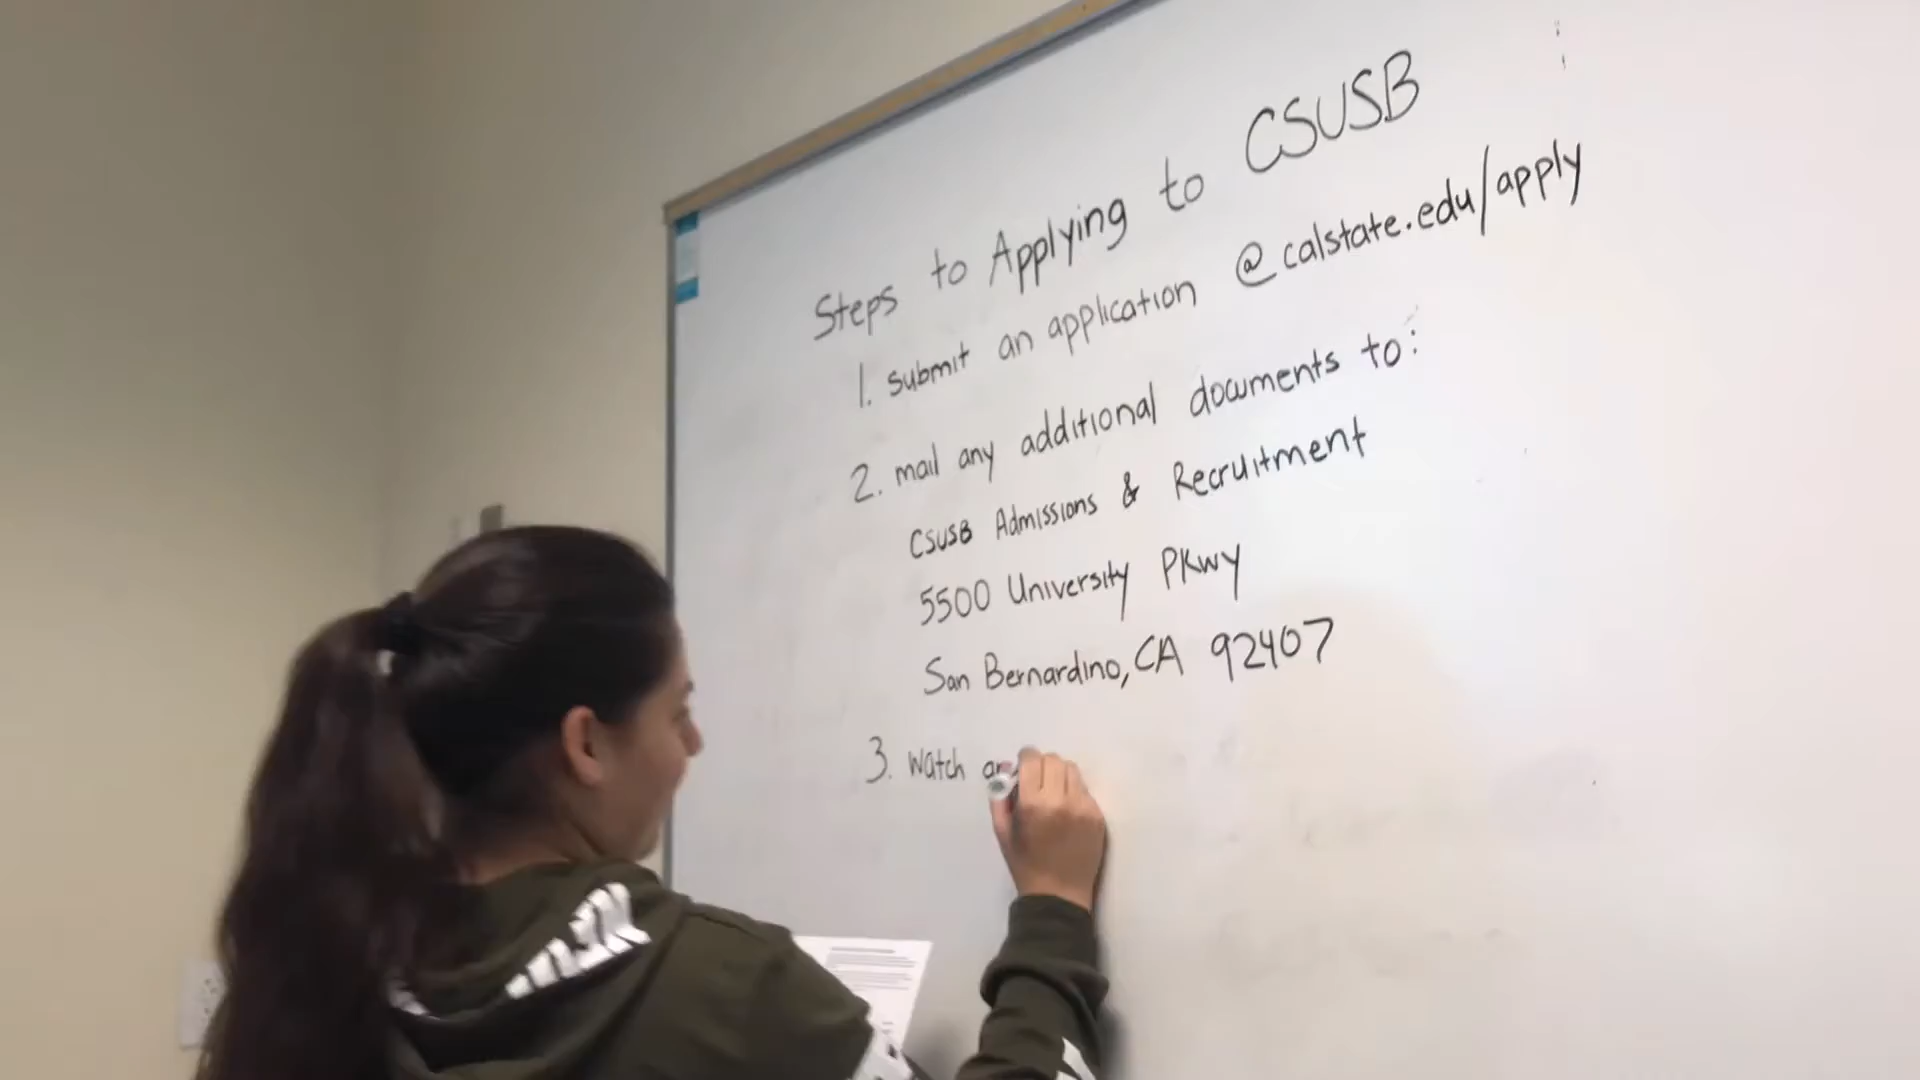 Steps to Applying to CSUSB
1. submit an application @ calstate.edu/apply
2. mail any additional documents to:
CSUSB Admissions & Recruitment
5500 University PKwy
San Bernardino, CA 92407
3. Watch